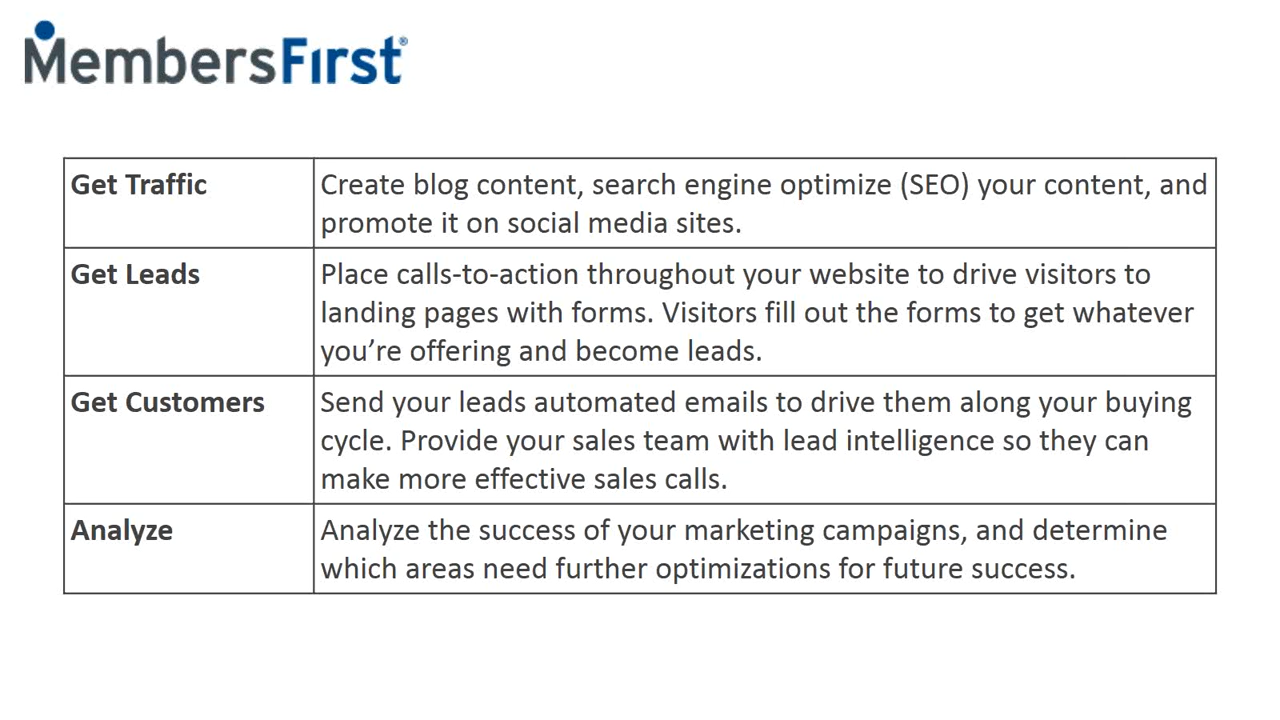 MembersFirst®
Get Traffic
Create blog content, search engine optimize (SEO) your content, and
promote it on social media sites.
Get Leads
Place calls-to-action throughout your website to drive visitors to
landing pages with forms. Visitors fill out the forms to get whatever
you’re offering and become leads.
Get Customers
Send your leads automated emails to drive them along your buying
cycle. Provide your sales team with lead intelligence so they can
make more effective sales calls.
Analyze
Analyze the success of your marketing campaigns, and determine
which areas need further optimizations for future success.